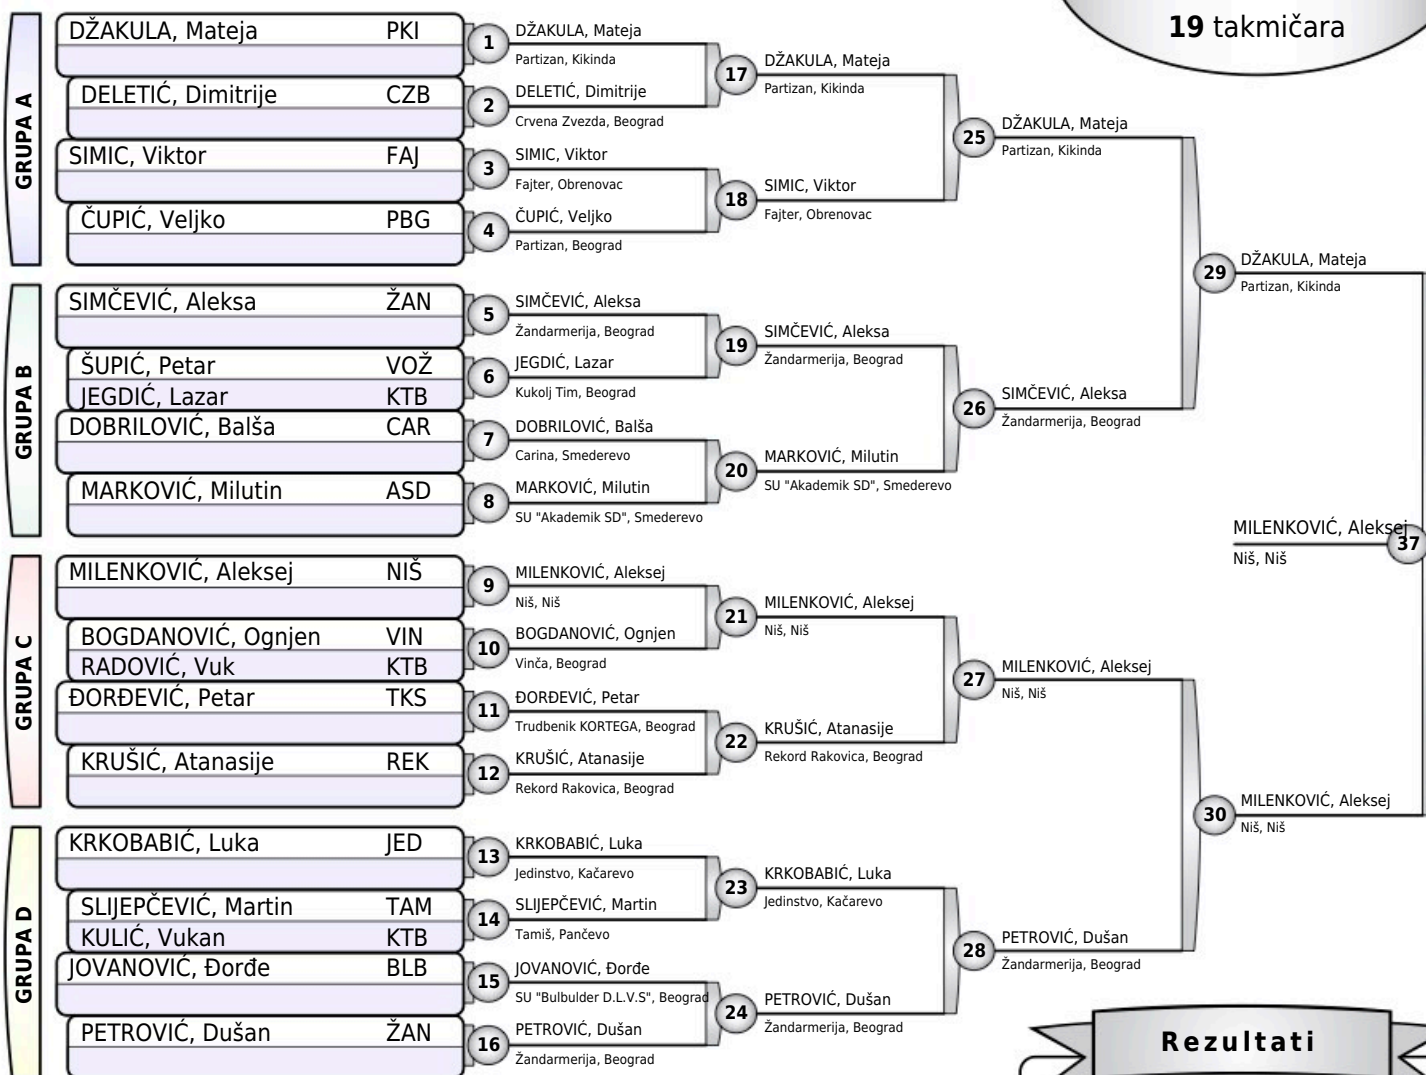 19 takmičara
GRUPA A
DŽAKULA, Mateja PKI
DELETIĆ, Dimitrije CZB
SIMIC, Viktor FAJ
ČUPIĆ, Veljko PBG
GRUPA B
SIMČEVIĆ, Aleksa ŽAN
ŠUPIĆ, Petar VOŽ
JEGDIĆ, Lazar KTB
DOBRILOVIĆ, Balša CAR
MARKOVIĆ, Milutin ASD
GRUPA C
MILENKOVIĆ, Aleksej NIŠ
BOGDANOVIĆ, Ognjen VIN
RADOVIĆ, Vuk KTB
ĐORĐEVIĆ, Petar TKS
KRUŠIĆ, Atanasije REK
GRUPA D
KRKOBABIĆ, Luka JED
SLIJEPČEVIĆ, Martin TAM
KULIĆ, Vukan KTB
JOVANOVIĆ, Đorđe BLB
PETROVIĆ, Dušan ŽAN
1 DŽAKULA, Mateja
Partizan, Kikinda
2 DELETIĆ, Dimitrije
Crvena Zvezda, Beograd
3 SIMIC, Viktor
Fajter, Obrenovac
4 ČUPIĆ, Veljko
Partizan, Beograd
5 SIMČEVIĆ, Aleksa
Žandarmerija, Beograd
6 JEGDIĆ, Lazar
Kukolj Tim, Beograd
7 DOBRILOVIĆ, Balša
Carina, Smederevo
8 MARKOVIĆ, Milutin
SU "Akademik SD", Smederevo
9 MILENKOVIĆ, Aleksej
Niš, Niš
10 BOGDANOVIĆ, Ognjen
Vinča, Beograd
11 ĐORĐEVIĆ, Petar
Trudbenik KORTEGA, Beograd
12 KRUŠIĆ, Atanasije
Rekord Rakovica, Beograd
13 KRKOBABIĆ, Luka
Jedinstvo, Kačarevo
14 SLIJEPČEVIĆ, Martin
Tamiš, Pančevo
15 JOVANOVIĆ, Đorđe
SU "Bulbulder D.L.V.S", Beograd
16 PETROVIĆ, Dušan
Žandarmerija, Beograd
17 DŽAKULA, Mateja
Partizan, Kikinda
18 SIMIC, Viktor
Fajter, Obrenovac
19 SIMČEVIĆ, Aleksa
Žandarmerija, Beograd
20 MARKOVIĆ, Milutin
SU "Akademik SD", Smederevo
21 MILENKOVIĆ, Aleksej
Niš, Niš
22 KRUŠIĆ, Atanasije
Rekord Rakovica, Beograd
23 KRKOBABIĆ, Luka
Jedinstvo, Kačarevo
24 PETROVIĆ, Dušan
Žandarmerija, Beograd
25 DŽAKULA, Mateja
Partizan, Kikinda
26 SIMČEVIĆ, Aleksa
Žandarmerija, Beograd
27 MILENKOVIĆ, Aleksej
Niš, Niš
28 PETROVIĆ, Dušan
Žandarmerija, Beograd
29 DŽAKULA, Mateja
Partizan, Kikinda
30 MILENKOVIĆ, Aleksej
Niš, Niš
MILENKOVIĆ, Aleksej 37
Niš, Niš
Rezultati